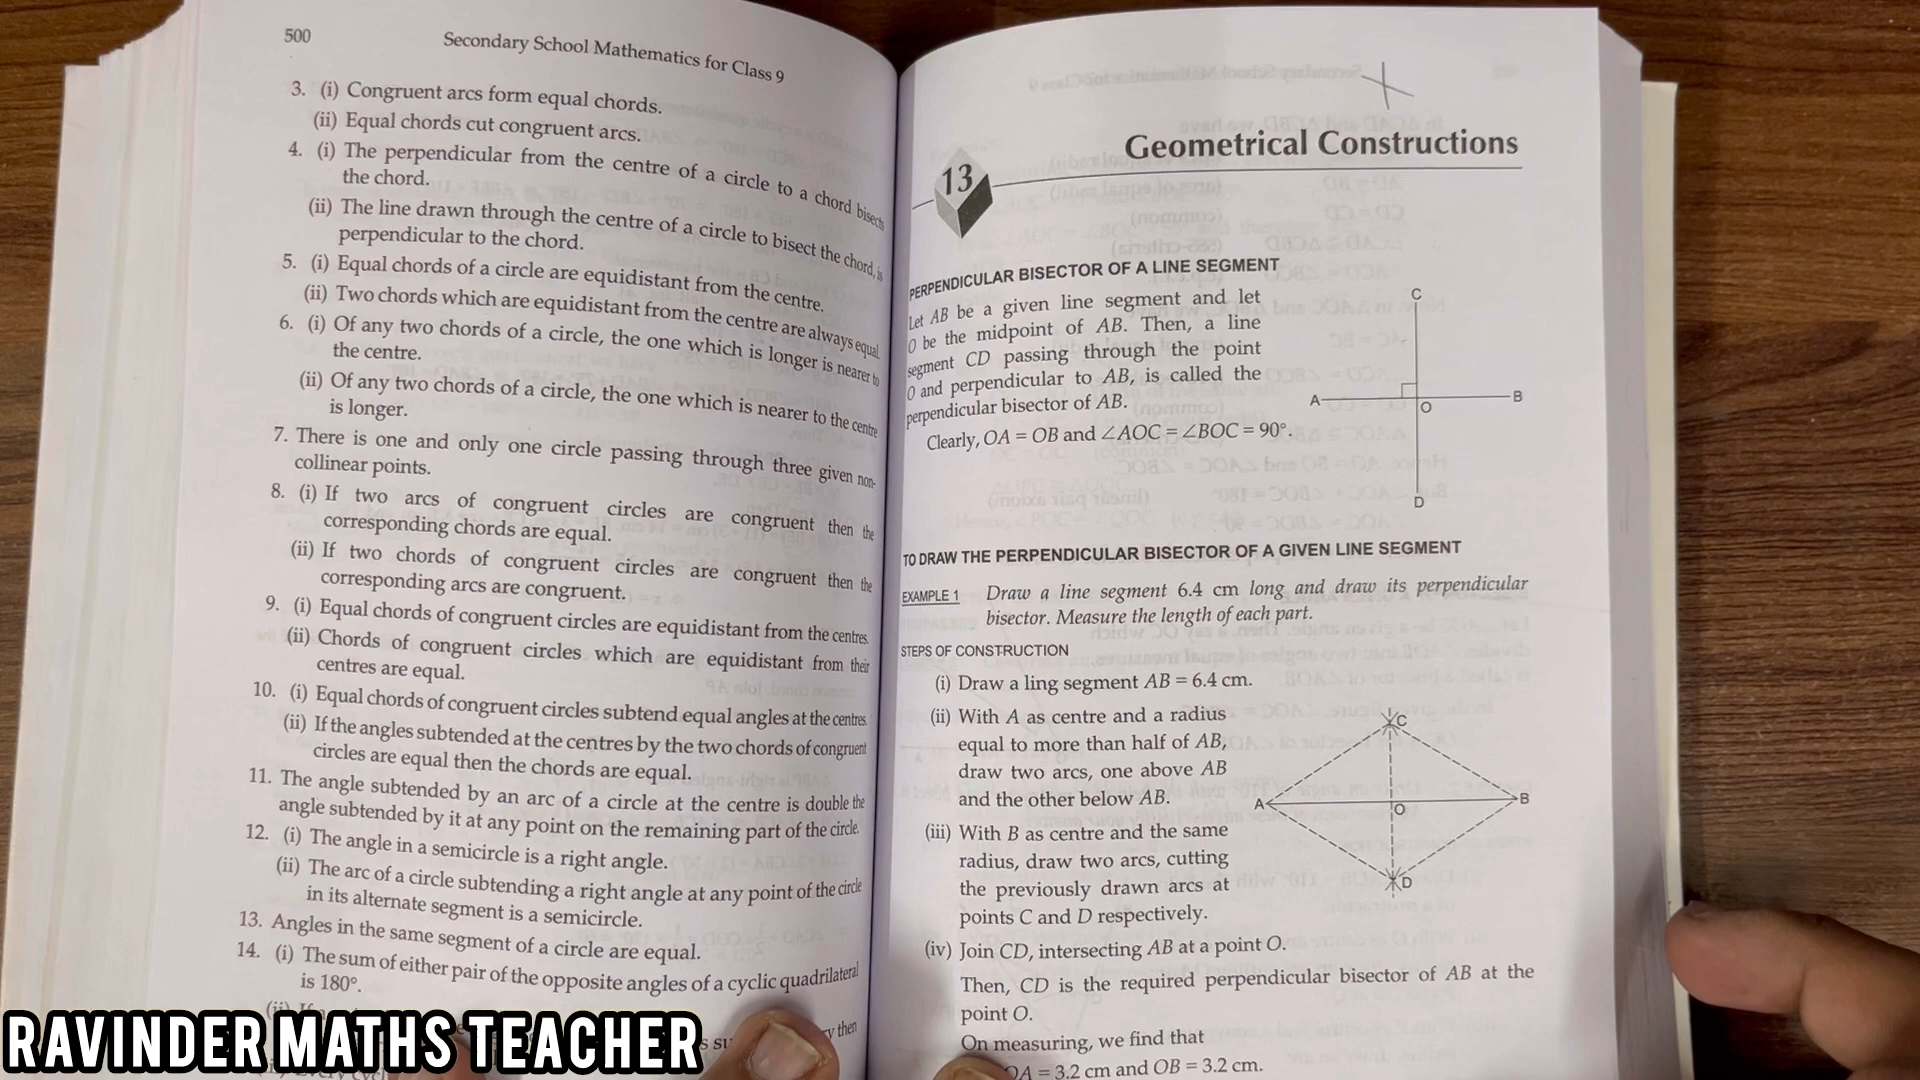 500
Secondary School Mathematics for Class 9
3. (i) Congruent arcs form equal chords.
(ii) Equal chords cut congruent arcs.
4. (i) The perpendicular from the centre of a circle to a chord bisects
the chord.
(ii) The line drawn through the centre of a circle to bisect the chord, is
perpendicular to the chord.
5. (i) Equal chords of a circle are equidistant from the centre.
(ii) Two chords which are equidistant from the centre are always equal.
6. (i) Of any two chords of a circle, the one which is longer is nearer to
the centre.
(ii) Of any two chords of a circle, the one which is nearer to the centre
is longer.
7. There is one and only one circle passing through three given non-
collinear points.
8. (i) If two arcs of congruent circles are congruent then the
corresponding chords are equal.
(ii) If two chords of congruent circles are congruent then the
corresponding arcs are congruent.
9. (i) Equal chords of congruent circles are equidistant from the centres.
(ii) Chords of congruent circles which are equidistant from their
centres are equal.
10. (i) Equal chords of congruent circles subtend equal angles at the centres.
(ii) If the angles subtended at the centres by the two chords of congruent
circles are equal then the chords are equal.
11. The angle subtended by an arc of a circle at the centre is double the
angle subtended by it at any point on the remaining part of the circle.
12. (i) The angle in a semicircle is a right angle.
(ii) The arc of a circle subtending a right angle at any point of the circle
in its alternate segment is a semicircle.
13. Angles in the same segment of a circle are equal.
14. (i) The sum of either pair of the opposite angles of a cyclic quadrilateral
is 180°.
(ii) If
then
RAVINDER MATHS TEACHER
13
Geometrical Constructions
PERPENDICULAR BISECTOR OF A LINE SEGMENT
Let AB be a given line segment and let
O be the midpoint of AB. Then, a line
segment CD passing through the point
O and perpendicular to AB, is called the
perpendicular bisector of AB.
Clearly, OA = OB and ∠AOC = ∠BOC = 90°.
C
A
B
O
D
TO DRAW THE PERPENDICULAR BISECTOR OF A GIVEN LINE SEGMENT
EXAMPLE 1 Draw a line segment 6.4 cm long and draw its perpendicular
bisector. Measure the length of each part.
STEPS OF CONSTRUCTION
(i) Draw a ling segment AB = 6.4 cm.
(ii) With A as centre and a radius
equal to more than half of AB,
draw two arcs, one above AB
and the other below AB.
(iii) With B as centre and the same
radius, draw two arcs, cutting
the previously drawn arcs at
points C and D respectively.
C
A
B
O
D
(iv) Join CD, intersecting AB at a point O.
Then, CD is the required perpendicular bisector of AB at the
point O.
On measuring, we find that
OA = 3.2 cm and OB = 3.2 cm.